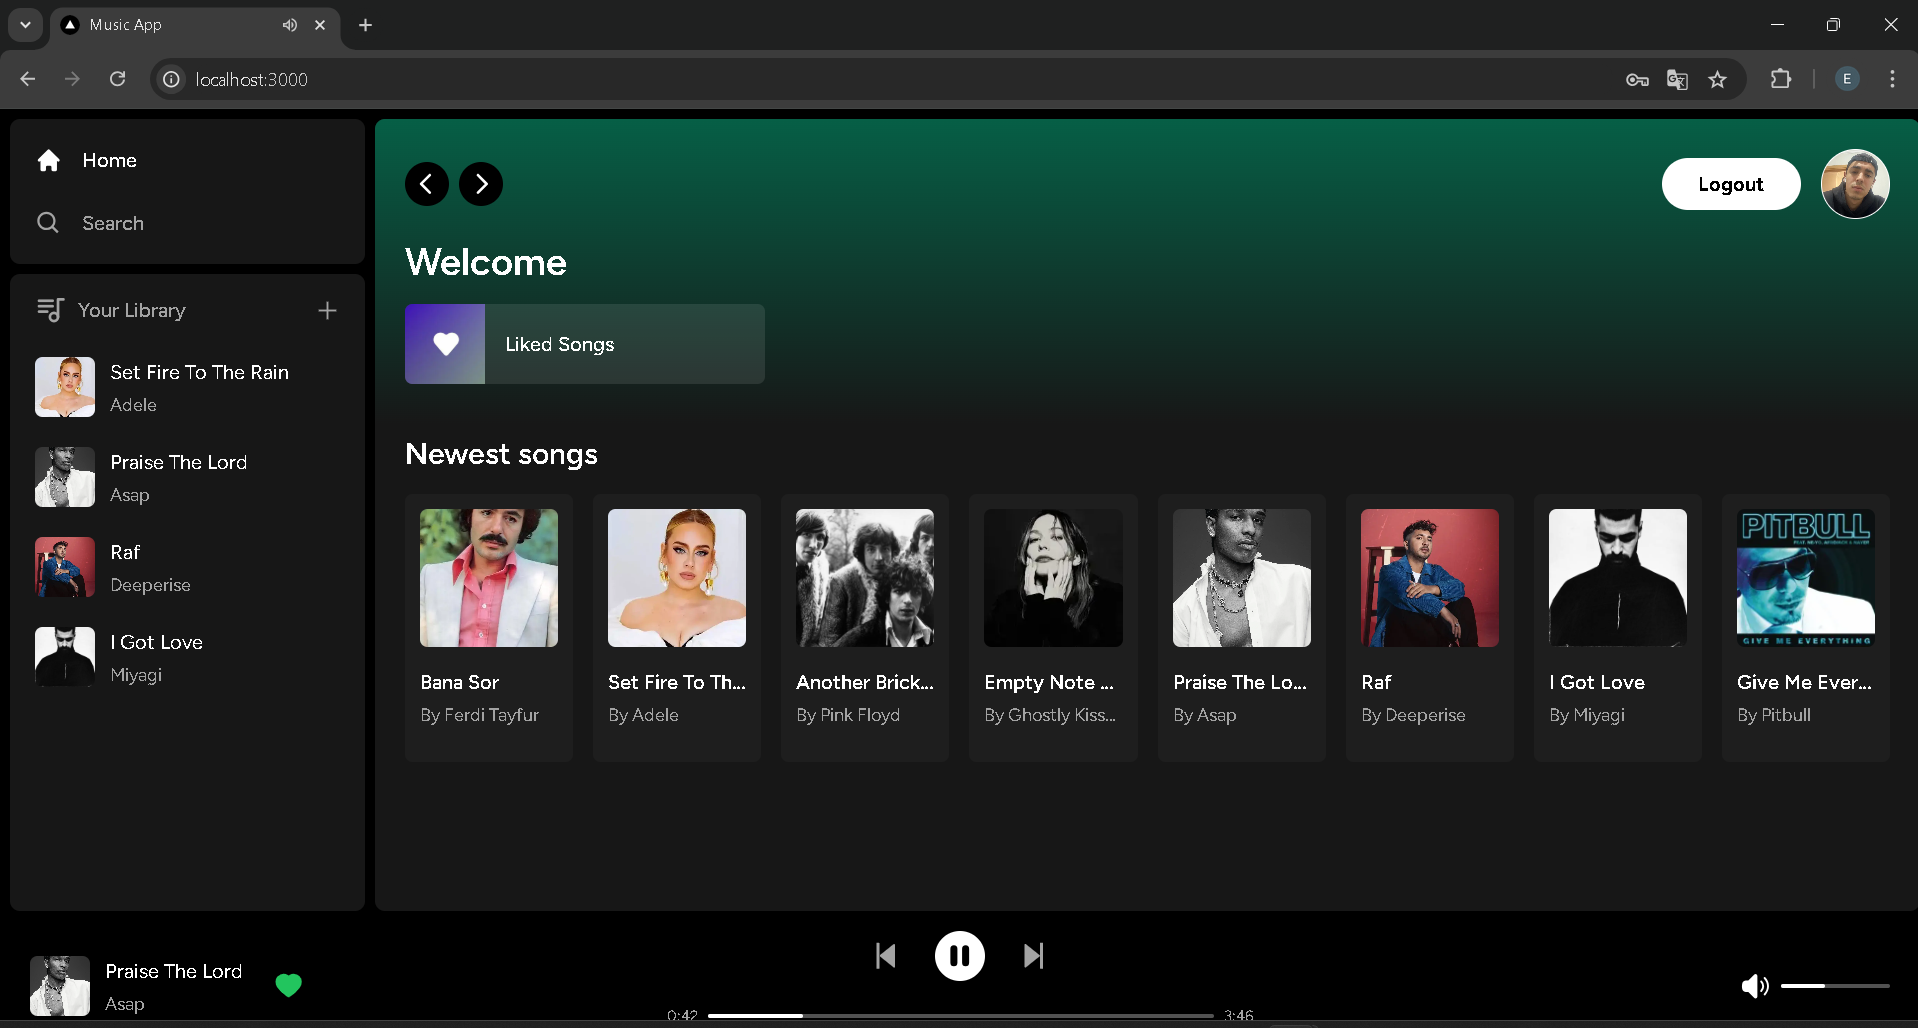 Music App
localhost:3000
E
Home
Search
Your Library
Set Fire To The Rain
Adele
Praise The Lord
Asap
Raf
Deeperise
I Got Love
Miyagi
Logout
Welcome
Liked Songs
Newest songs
PITBULL
GIVE ME EVERYTHING
Bana Sor
By Ferdi Tayfur
Set Fire To Th...
By Adele
Another Brick...
By Pink Floyd
Empty Note ...
By Ghostly Kiss...
Praise The Lo...
By Asap
Raf
By Deeperise
I Got Love
By Miyagi
Give Me Ever...
By Pitbull
Praise The Lord
Asap
0:42
3:46